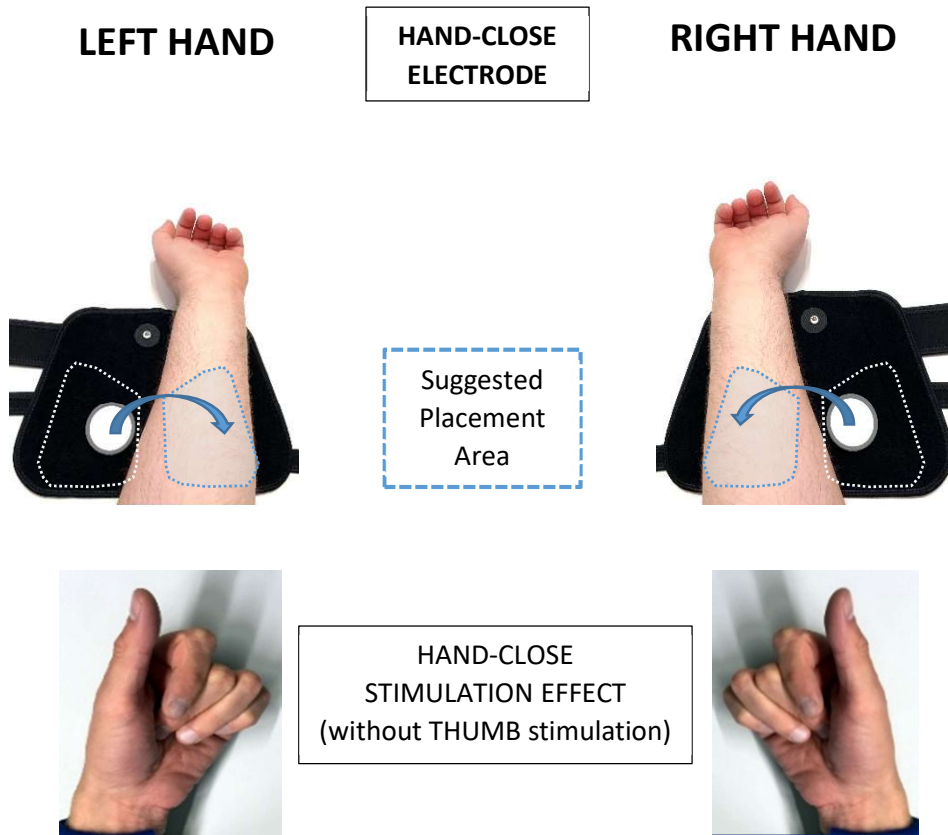 LEFT HAND
HAND-CLOSE
ELECTRODE
RIGHT HAND
Suggested
Placement
Area
HAND-CLOSE
STIMULATION EFFECT
(without THUMB stimulation)